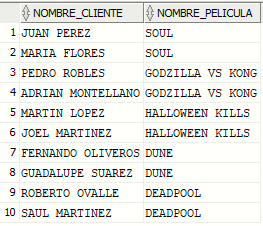 NOMBRE_CLIENTE NOMBRE_PELICULA
1 JUAN PEREZ SOUL
2 MARIA FLORES SOUL
3 PEDRO ROBLES GODZILLA VS KONG
4 ADRIAN MONTELLANO GODZILLA VS KONG
5 MARTIN LOPEZ HALLOWEEN KILLS
6 JOEL MARTINEZ HALLOWEEN KILLS
7 FERNANDO OLIVEROS DUNE
8 GUADALUPE SUAREZ DUNE
9 ROBERTO OVALLE DEADPOOL
10 SAUL MARTINEZ DEADPOOL